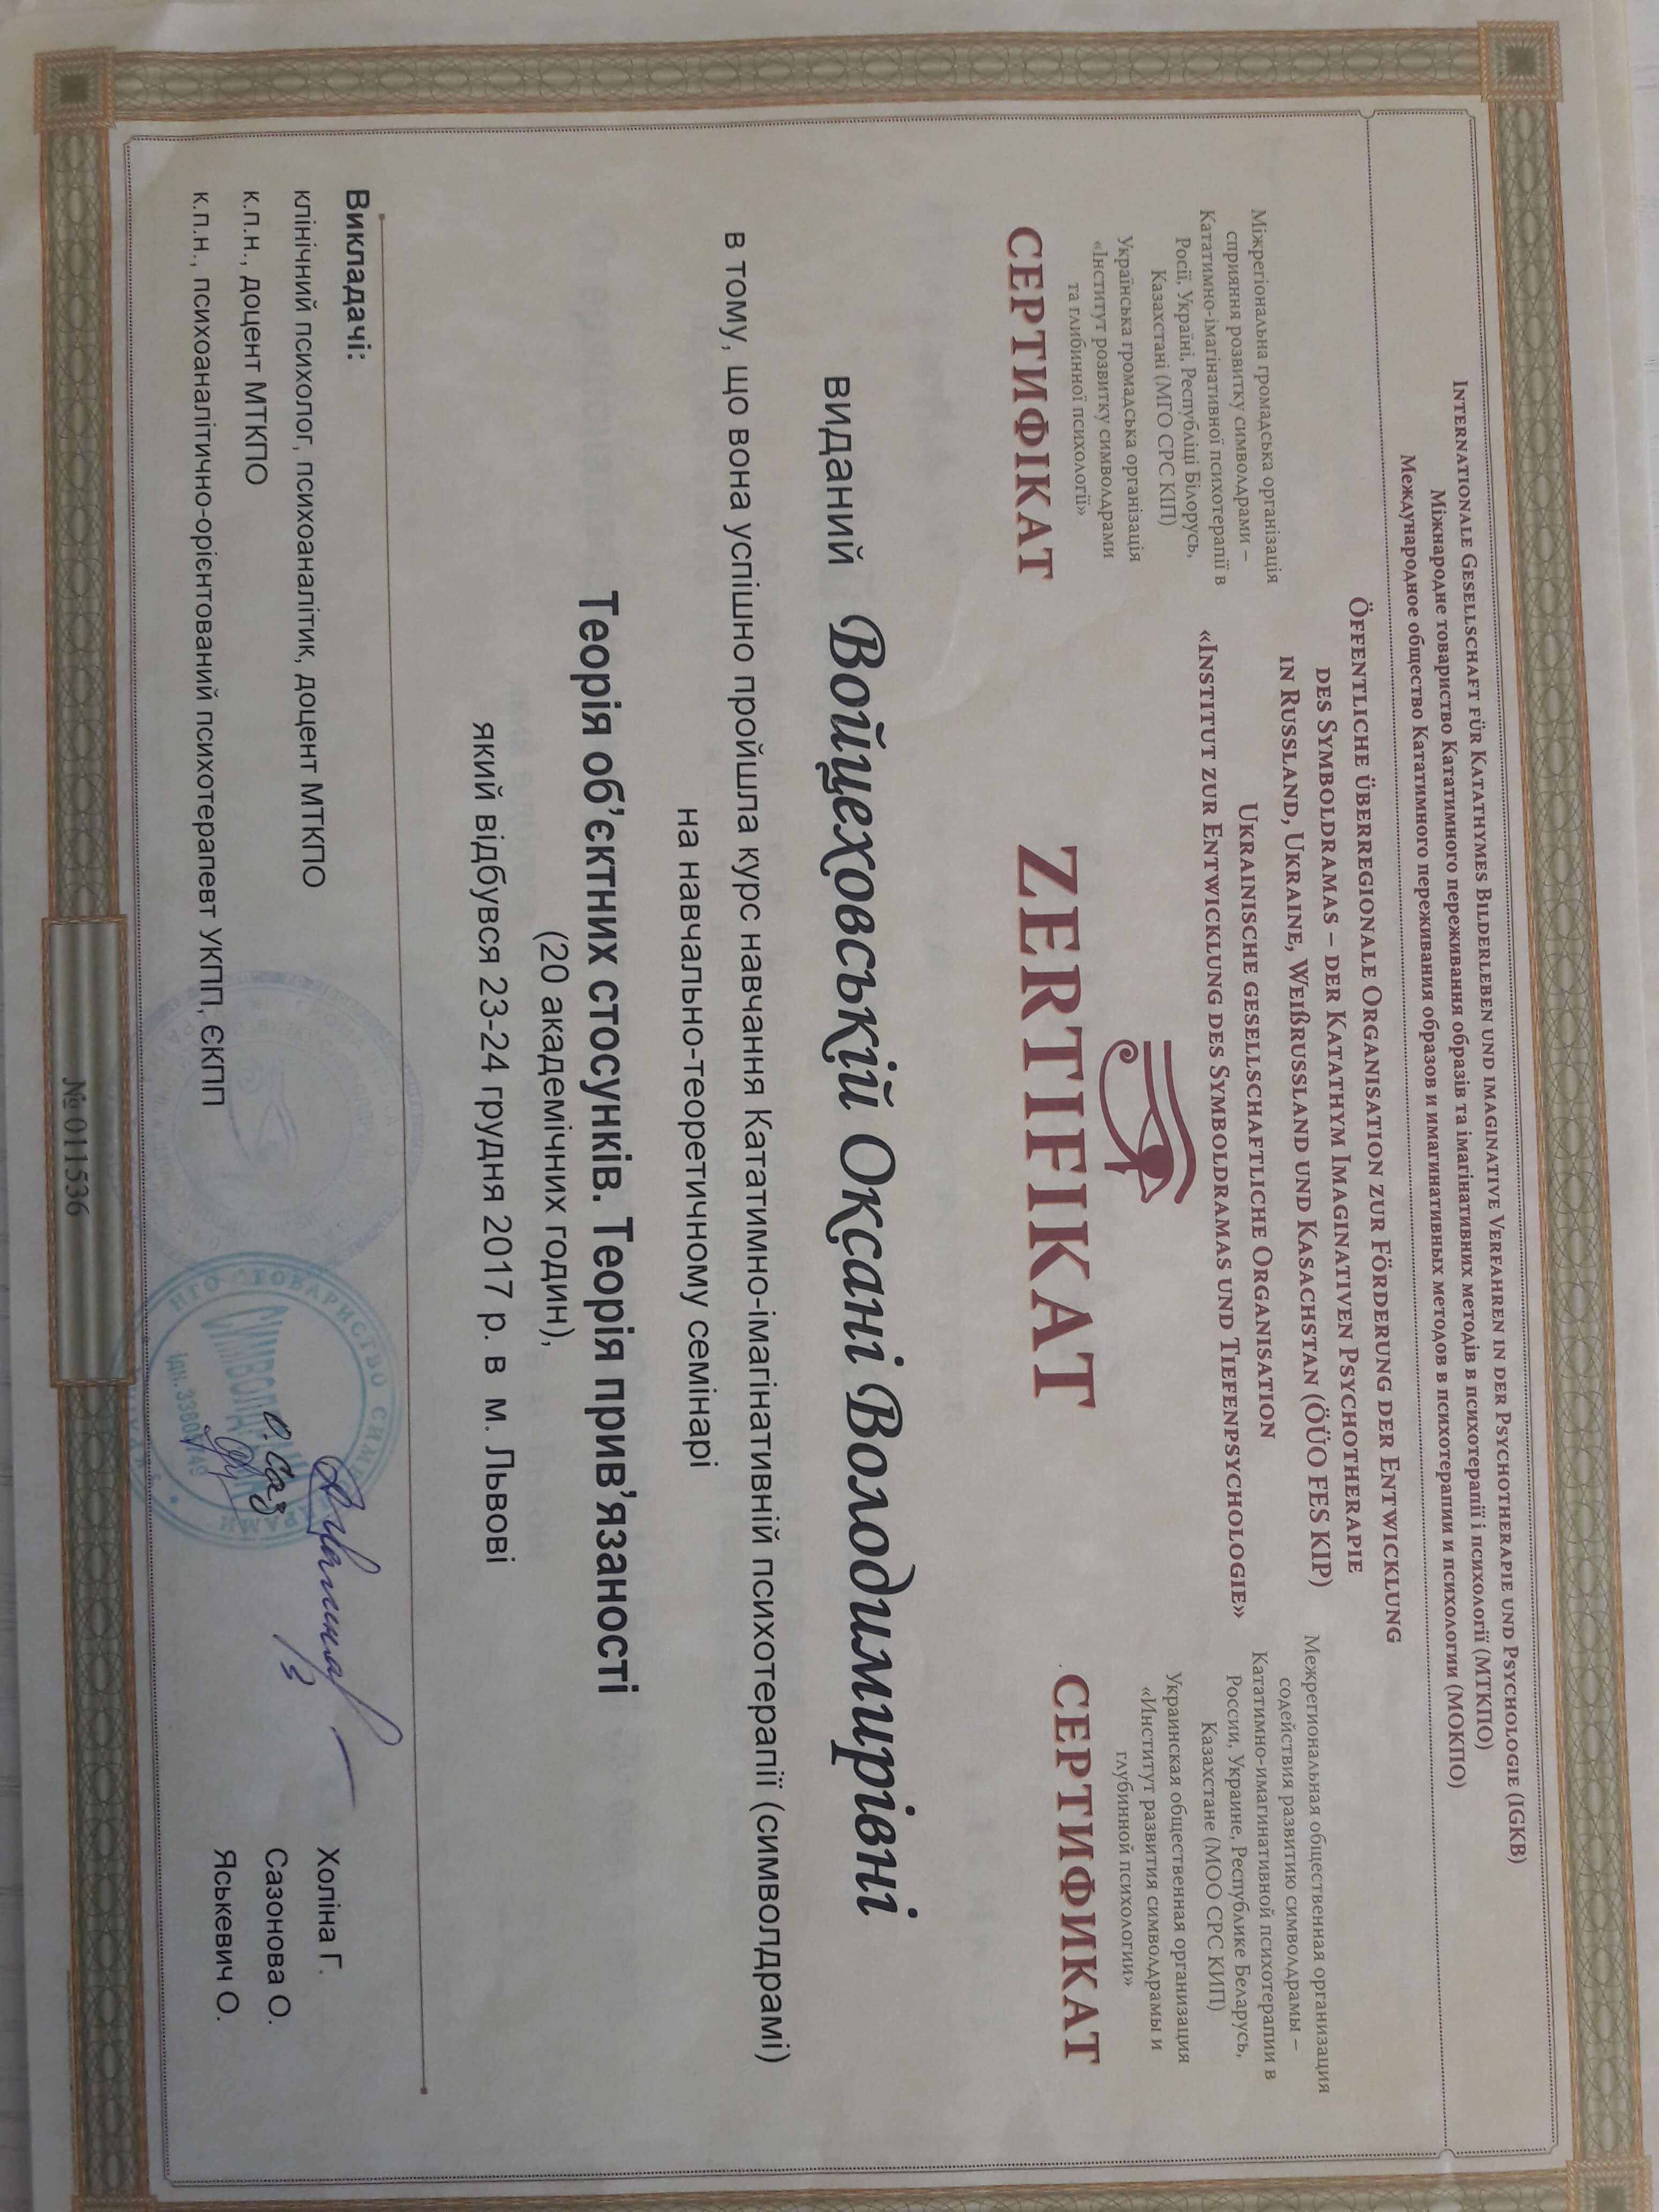 Internationale Gesellschaft für Katathymes Bilderleben und imaginative Verfahren in der Psychotherapie und Psychologie (IGKB)
Міжнародне товариство Кататимного переживання образів та імагінативних методів в психотерапії і психології (МТКПО)
Международное общество Кататимного переживания образов и имагинативных методов в психотерапии и психологии (МОКПО)
Міжрегіональна громадська організація
сприяння розвитку символдрами –
Кататимно-імагінативної психотерапії в
Росії, Україні, Республіці Білорусь,
Казахстані (МГО СРС КІП)
Українська громадська організація
«Інститут розвитку символдрами
та глибинної психології»
СЕРТИФІКАТ
Öffentliche überregionale Organisation zur Förderung der Entwicklung
des Symboldramas – der Katathym Imaginativen Psychotherapie
in Russland, Ukraine, Weißrussland und Kasachstan (ÖÜO FES KIP)
Ukrainische gesellschaftliche Organisation
«Institut zur Entwicklung des Symboldramas und Tiefenpsychologie»
ZERTIFIKAT
Межрегиональная общественная организация
содействия развитию символдрамы –
Кататимно-имагинативной психотерапии в
России, Украине, Республике Беларусь,
Казахстане (МОО СРС КИП)
Украинская общественная организация
«Институт развития символдрамы и
глубинной психологии»
СЕРТИФИКАТ
виданий Войцеховській Оксані Володимирівні
в тому, що вона успішно пройшла курс навчання Кататимно-імагінативній психотерапії (символдрамі)
на навчально-теоретичному семінарі
Теорія об’єктних стосунків. Теорія прив’язаності
(20 академічних годин),
який відбувся 23-24 грудня 2017 р. в м. Львові
Викладачі:
клінічний психолог, психоаналітик, доцент МТКПО Холіна Г.
к.п.н., доцент МТКПО Сазонова О.
к.п.н., психоаналітично-орієнтований психотерапевт УКПП, ЄКПП Яськевич О.
ТОВАРИСТВО
№ 011536